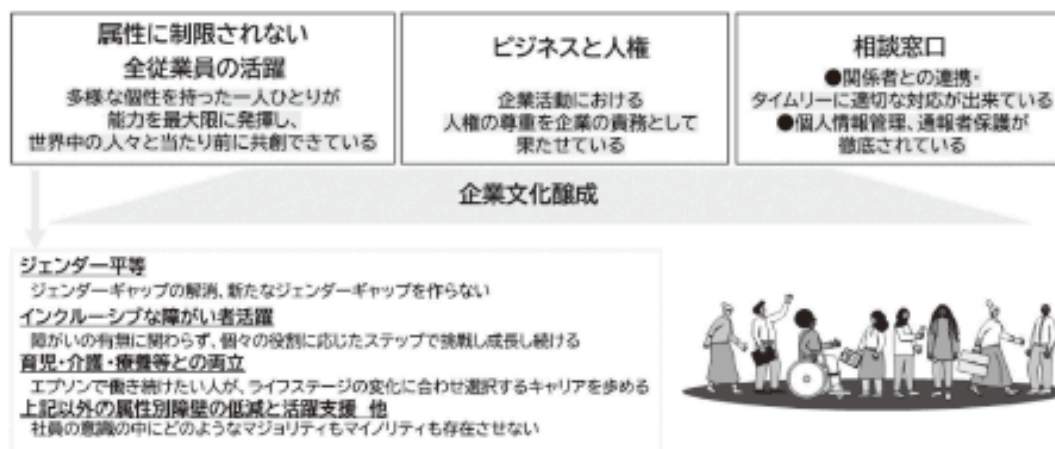 属性に制限されない
全従業員の活躍
多様な個性を持った一人ひとりが
能力を最大限に発揮し、
世界中の人々と当たり前に共創できている
ビジネスと人権
企業活動における
人権の尊重を企業の責務として
果たせている
相談窓口
●関係者との連携・
タイムリーに適切な対応が出来ている
●個人情報管理、通報者保護が
徹底されている
企業文化醸成
ジェンダー平等
ジェンダーギャップの解消、新たなジェンダーギャップを作らない
インクルーシブな障がい者活躍
障がいの有無に関わらず、個々の役割に応じたステップで挑戦し成長し続ける
育児・介護・療養等との両立
エプソンで働き続けたい人が、ライフステージの変化に合わせ選択するキャリアを歩める
上記以外の属性別障壁の低減と活躍支援 他
社員の意識の中にどのようなマジョリティもマイノリティも存在させない